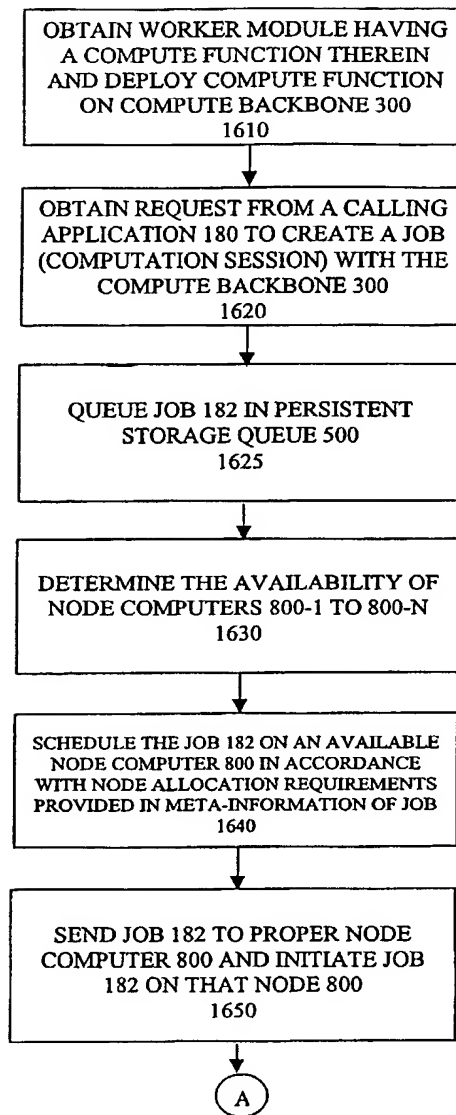 OBTAIN WORKER MODULE HAVING
A COMPUTE FUNCTION THEREIN
AND DEPLOY COMPUTE FUNCTION
ON COMPUTE BACKBONE 300
1610
OBTAIN REQUEST FROM A CALLING
APPLICATION 180 TO CREATE A JOB
(COMPUTATION SESSION) WITH THE
COMPUTE BACKBONE 300
1620
QUEUE JOB 182 IN PERSISTENT
STORAGE QUEUE 500
1625
DETERMINE THE AVAILABILITY OF
NODE COMPUTERS 800-1 TO 800-N
1630
SCHEDULE THE JOB 182 ON AN AVAILABLE
NODE COMPUTER 800 IN ACCORDANCE
WITH NODE ALLOCATION REQUIREMENTS
PROVIDED IN META-INFORMATION OF JOB
1640
SEND JOB 182 TO PROPER NODE
COMPUTER 800 AND INITIATE JOB
182 ON THAT NODE 800
1650
A